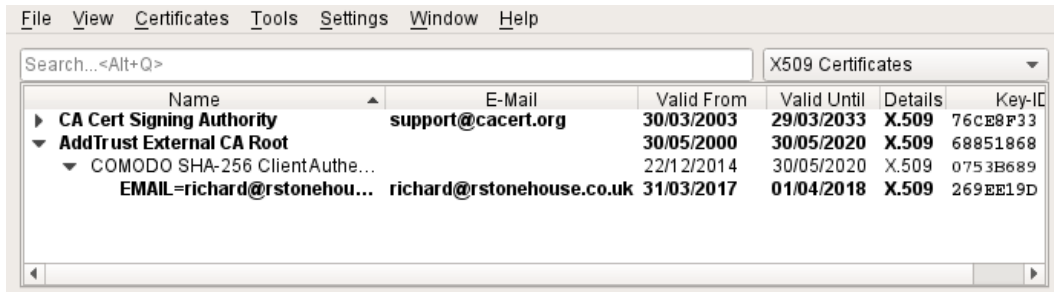 File View Certificates Tools Settings Window Help
Search...<Alt+Q> X509 Certificates
Name E-Mail Valid From Valid Until Details Key-ID
CA Cert Signing Authority support@cacert.org 30/03/2003 29/03/2033 X.509 76CE8F33
AddTrust External CA Root 30/05/2000 30/05/2020 X.509 68851868
COMODO SHA-256 Client Authe... 22/12/2014 30/05/2020 X.509 0753B689
EMAIL=richard@rstonehou... richard@rstonehouse.co.uk 31/03/2017 01/04/2018 X.509 269EE19D